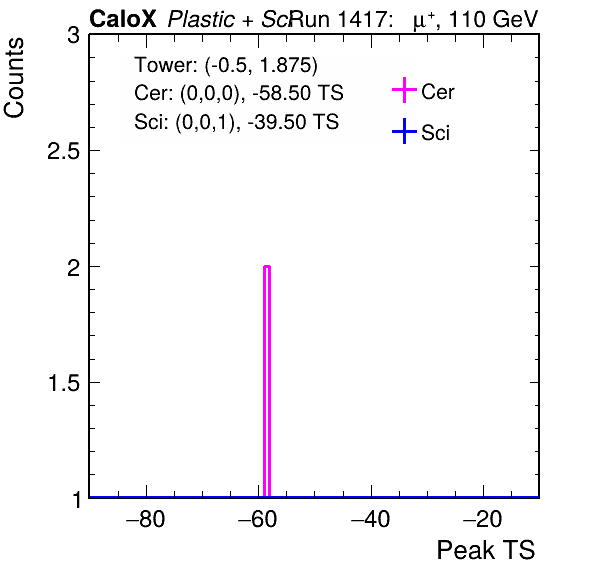 CaloX Plastic + Sci Run 1417: μ⁺, 110 GeV
Tower: (-0.5, 1.875)
Cer: (0,0,0), -58.50 TS
Sci: (0,0,1), -39.50 TS
Cer
Sci
Counts
3
2.5
2
1.5
1
−80 −60 −40 −20
Peak TS